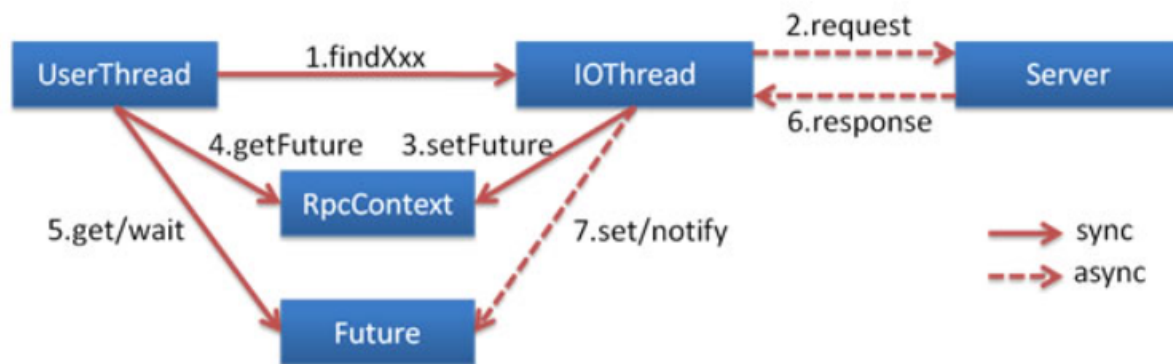 2.request
1.findXxx
UserThread
IOThread
Server
6.response
4.getFuture
3.setFuture
RpcContext
5.get/wait
7.set/notify
sync
async
Future